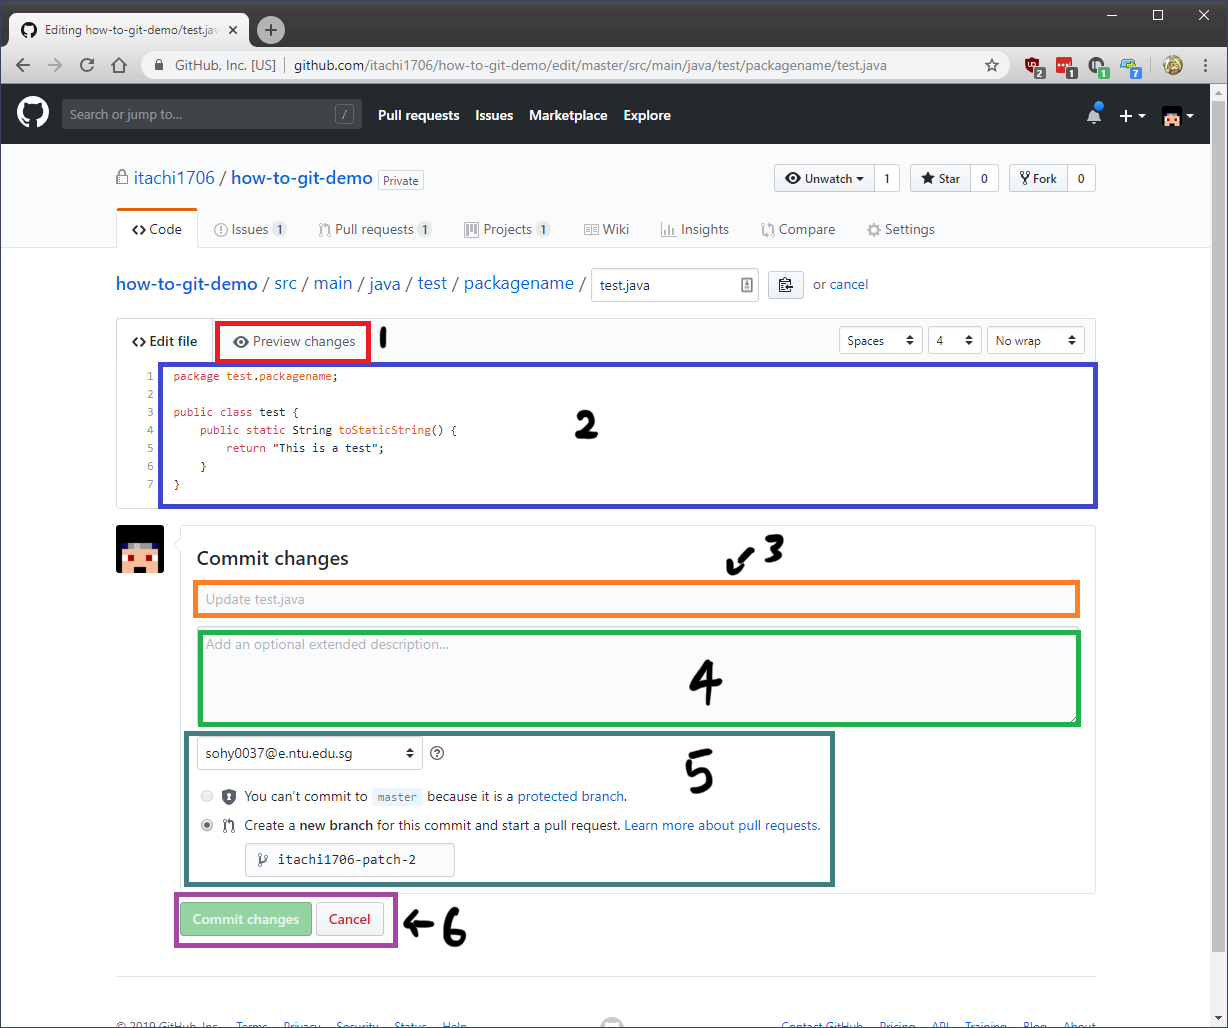 Editing how-to-git-demo/test.jav
GitHub, Inc. [US] github.com/itachi1706/how-to-git-demo/edit/master/src/main/java/test/packagename/test.java
2 1 1 7
Search or jump to... / Pull requests Issues Marketplace Explore
itachi1706 / how-to-git-demo Private Unwatch 1 Star 0 Fork 0
Code Issues 1 Pull requests 1 Projects 1 Wiki Insights Compare Settings
how-to-git-demo / src / main / java / test / packagename / test.java or cancel
<> Edit file Preview changes 1 Spaces 4 No wrap
1 package test.packagename;
2
3 public class test {
4 public static String toStaticString() {
5 return "This is a test";
6 }
7 }
2
Commit changes
3
Update test.java
Add an optional extended description...
4
sohy0037@e.ntu.edu.sg
5
You can't commit to master because it is a protected branch.
Create a new branch for this commit and start a pull request. Learn more about pull requests.
itachi1706-patch-2
Commit changes Cancel
←6
© 2019 GitHub, Inc. Terms Privacy Security Status Help Contact GitHub Pricing API Training Blog About